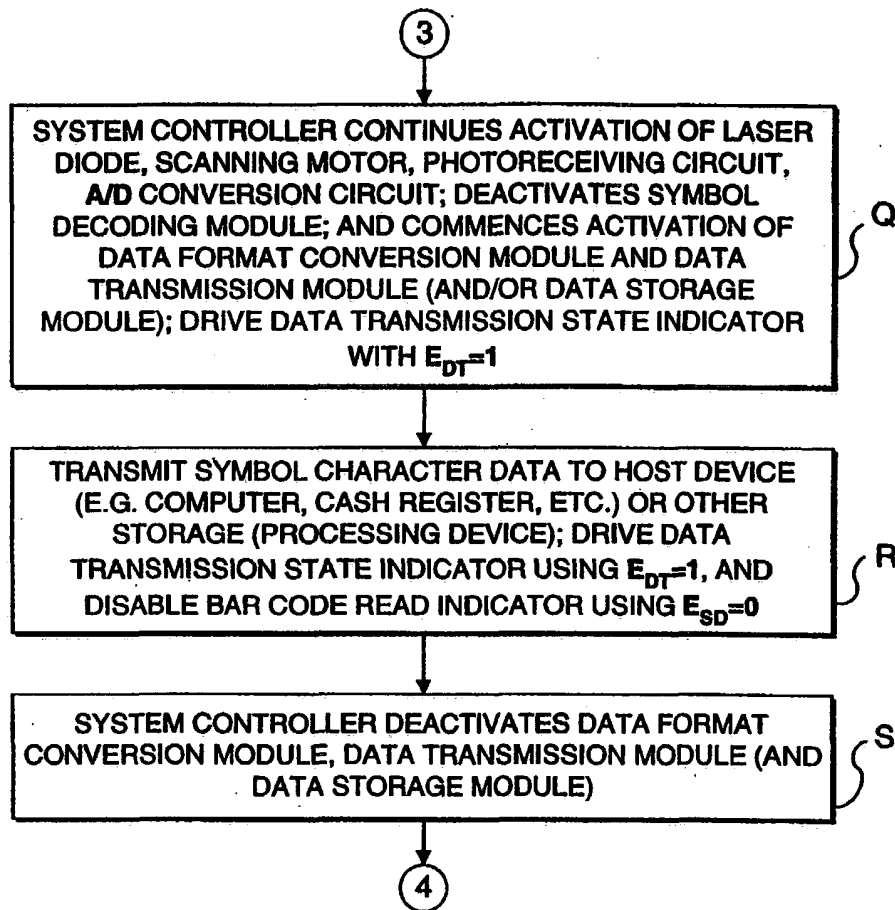 3
SYSTEM CONTROLLER CONTINUES ACTIVATION OF LASER
DIODE, SCANNING MOTOR, PHOTORECEIVING CIRCUIT,
A/D CONVERSION CIRCUIT; DEACTIVATES SYMBOL
DECODING MODULE; AND COMMENCES ACTIVATION OF
DATA FORMAT CONVERSION MODULE AND DATA
TRANSMISSION MODULE (AND/OR DATA STORAGE
MODULE); DRIVE DATA TRANSMISSION STATE INDICATOR
WITH E_DT=1
Q
TRANSMIT SYMBOL CHARACTER DATA TO HOST DEVICE
(E.G. COMPUTER, CASH REGISTER, ETC.) OR OTHER
STORAGE (PROCESSING DEVICE); DRIVE DATA
TRANSMISSION STATE INDICATOR USING E_DT=1, AND
DISABLE BAR CODE READ INDICATOR USING E_SD=0
R
SYSTEM CONTROLLER DEACTIVATES DATA FORMAT
CONVERSION MODULE, DATA TRANSMISSION MODULE (AND
DATA STORAGE MODULE)
S
4